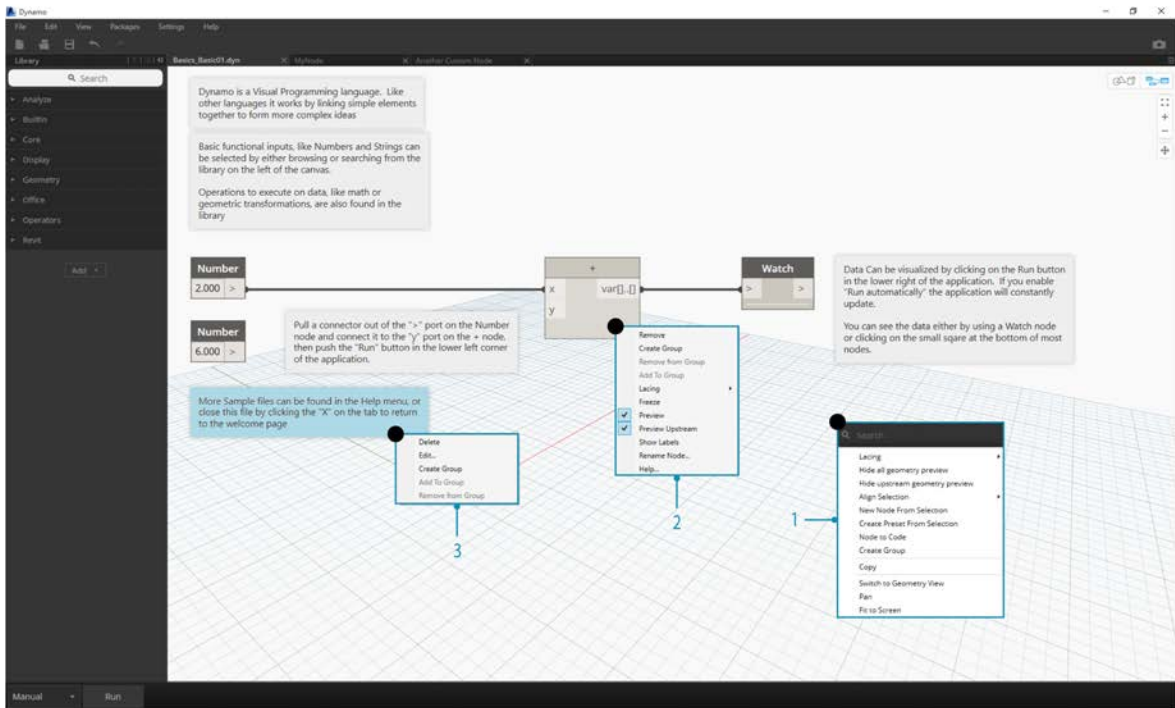 Dynamo
File Edit View Packages Settings Help
Library
Basics_Basic01.dyn
MyNode
Another Custom Node
Search
Analyze
BuiltIn
Core
Display
Geometry
Office
Operators
Revit
Add
Dynamo is a Visual Programming language. Like
other languages it works by linking simple elements
together to form more complex ideas
Basic functional inputs, like Numbers and Strings can
be selected by either browsing or searching from the
library on the left of the canvas.
Operations to execute on data, like math or
geometric transformations, are also found in the
library
Number
2.000 >
+
x var[]..[]
y
Watch
> >
Data Can be visualized by clicking on the Run button
in the lower right of the application. If you enable
"Run automatically" the application will constantly
update.
You can see the data either by using a Watch node
or clicking on the small sqare at the bottom of most
nodes.
Number
6.000 >
Pull a connector out of the ">" port on the Number
node and connect it to the "y" port on the + node,
then push the "Run" button in the lower left corner
of the application.
More Sample files can be found in the Help menu, or
close this file by clicking the "X" on the tab to return
to the welcome page
Remove
Create Group
Remove from Group
Add To Group
Lacing
Freeze
Preview
Preview Upstream
Show Labels
Rename Node...
Help...
2
Delete
Edit...
Create Group
Add To Group
Remove from Group
3
1
Search
Lacing
Hide all geometry preview
Hide upstream geometry preview
Align Selection
New Node From Selection
Create Preset From Selection
Node to Code
Create Group
Copy
Switch to Geometry View
Pan
Fit to Screen
Manual
Run